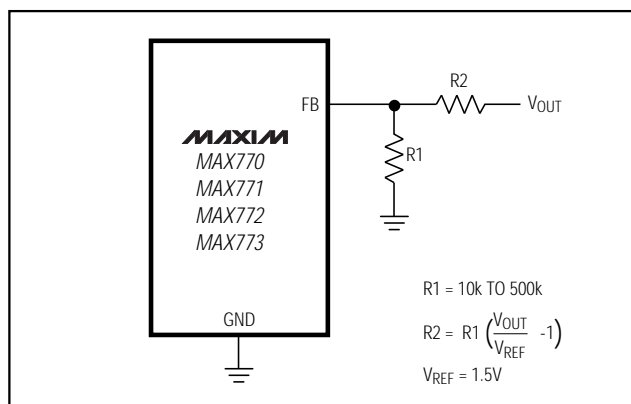 R2
FB
VOUT
MAXIM
R1
MAX770
MAX771
MAX772
MAX773
R1 = 10k TO 500k
GND
R2 = R1 (VOUT/VREF -1)
VREF = 1.5V